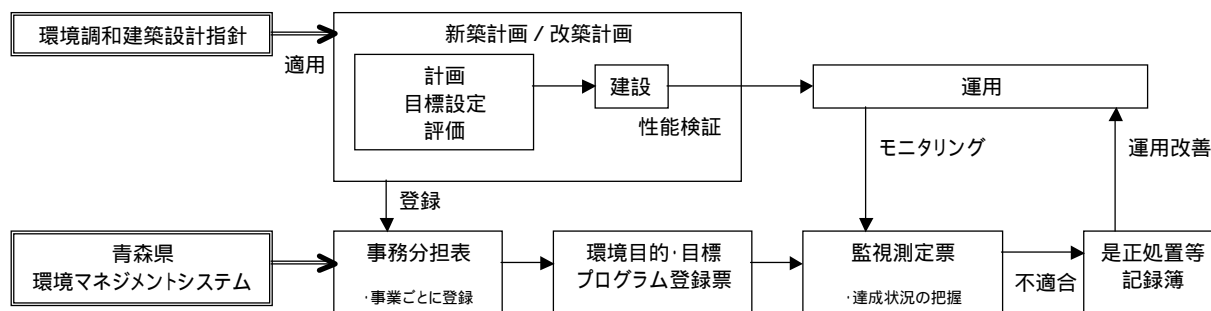 環境調和建築設計指針
適用
新築計画 / 改築計画
計画
目標設定
評価
建設
性能検証
運用
モニタリング
運用改善
登録
青森県
環境マネジメントシステム
事務分担表
･事業ごとに登録
環境目的･目標
プログラム登録票
監視測定票
･達成状況の把握
不適合
是正処置等
記録簿